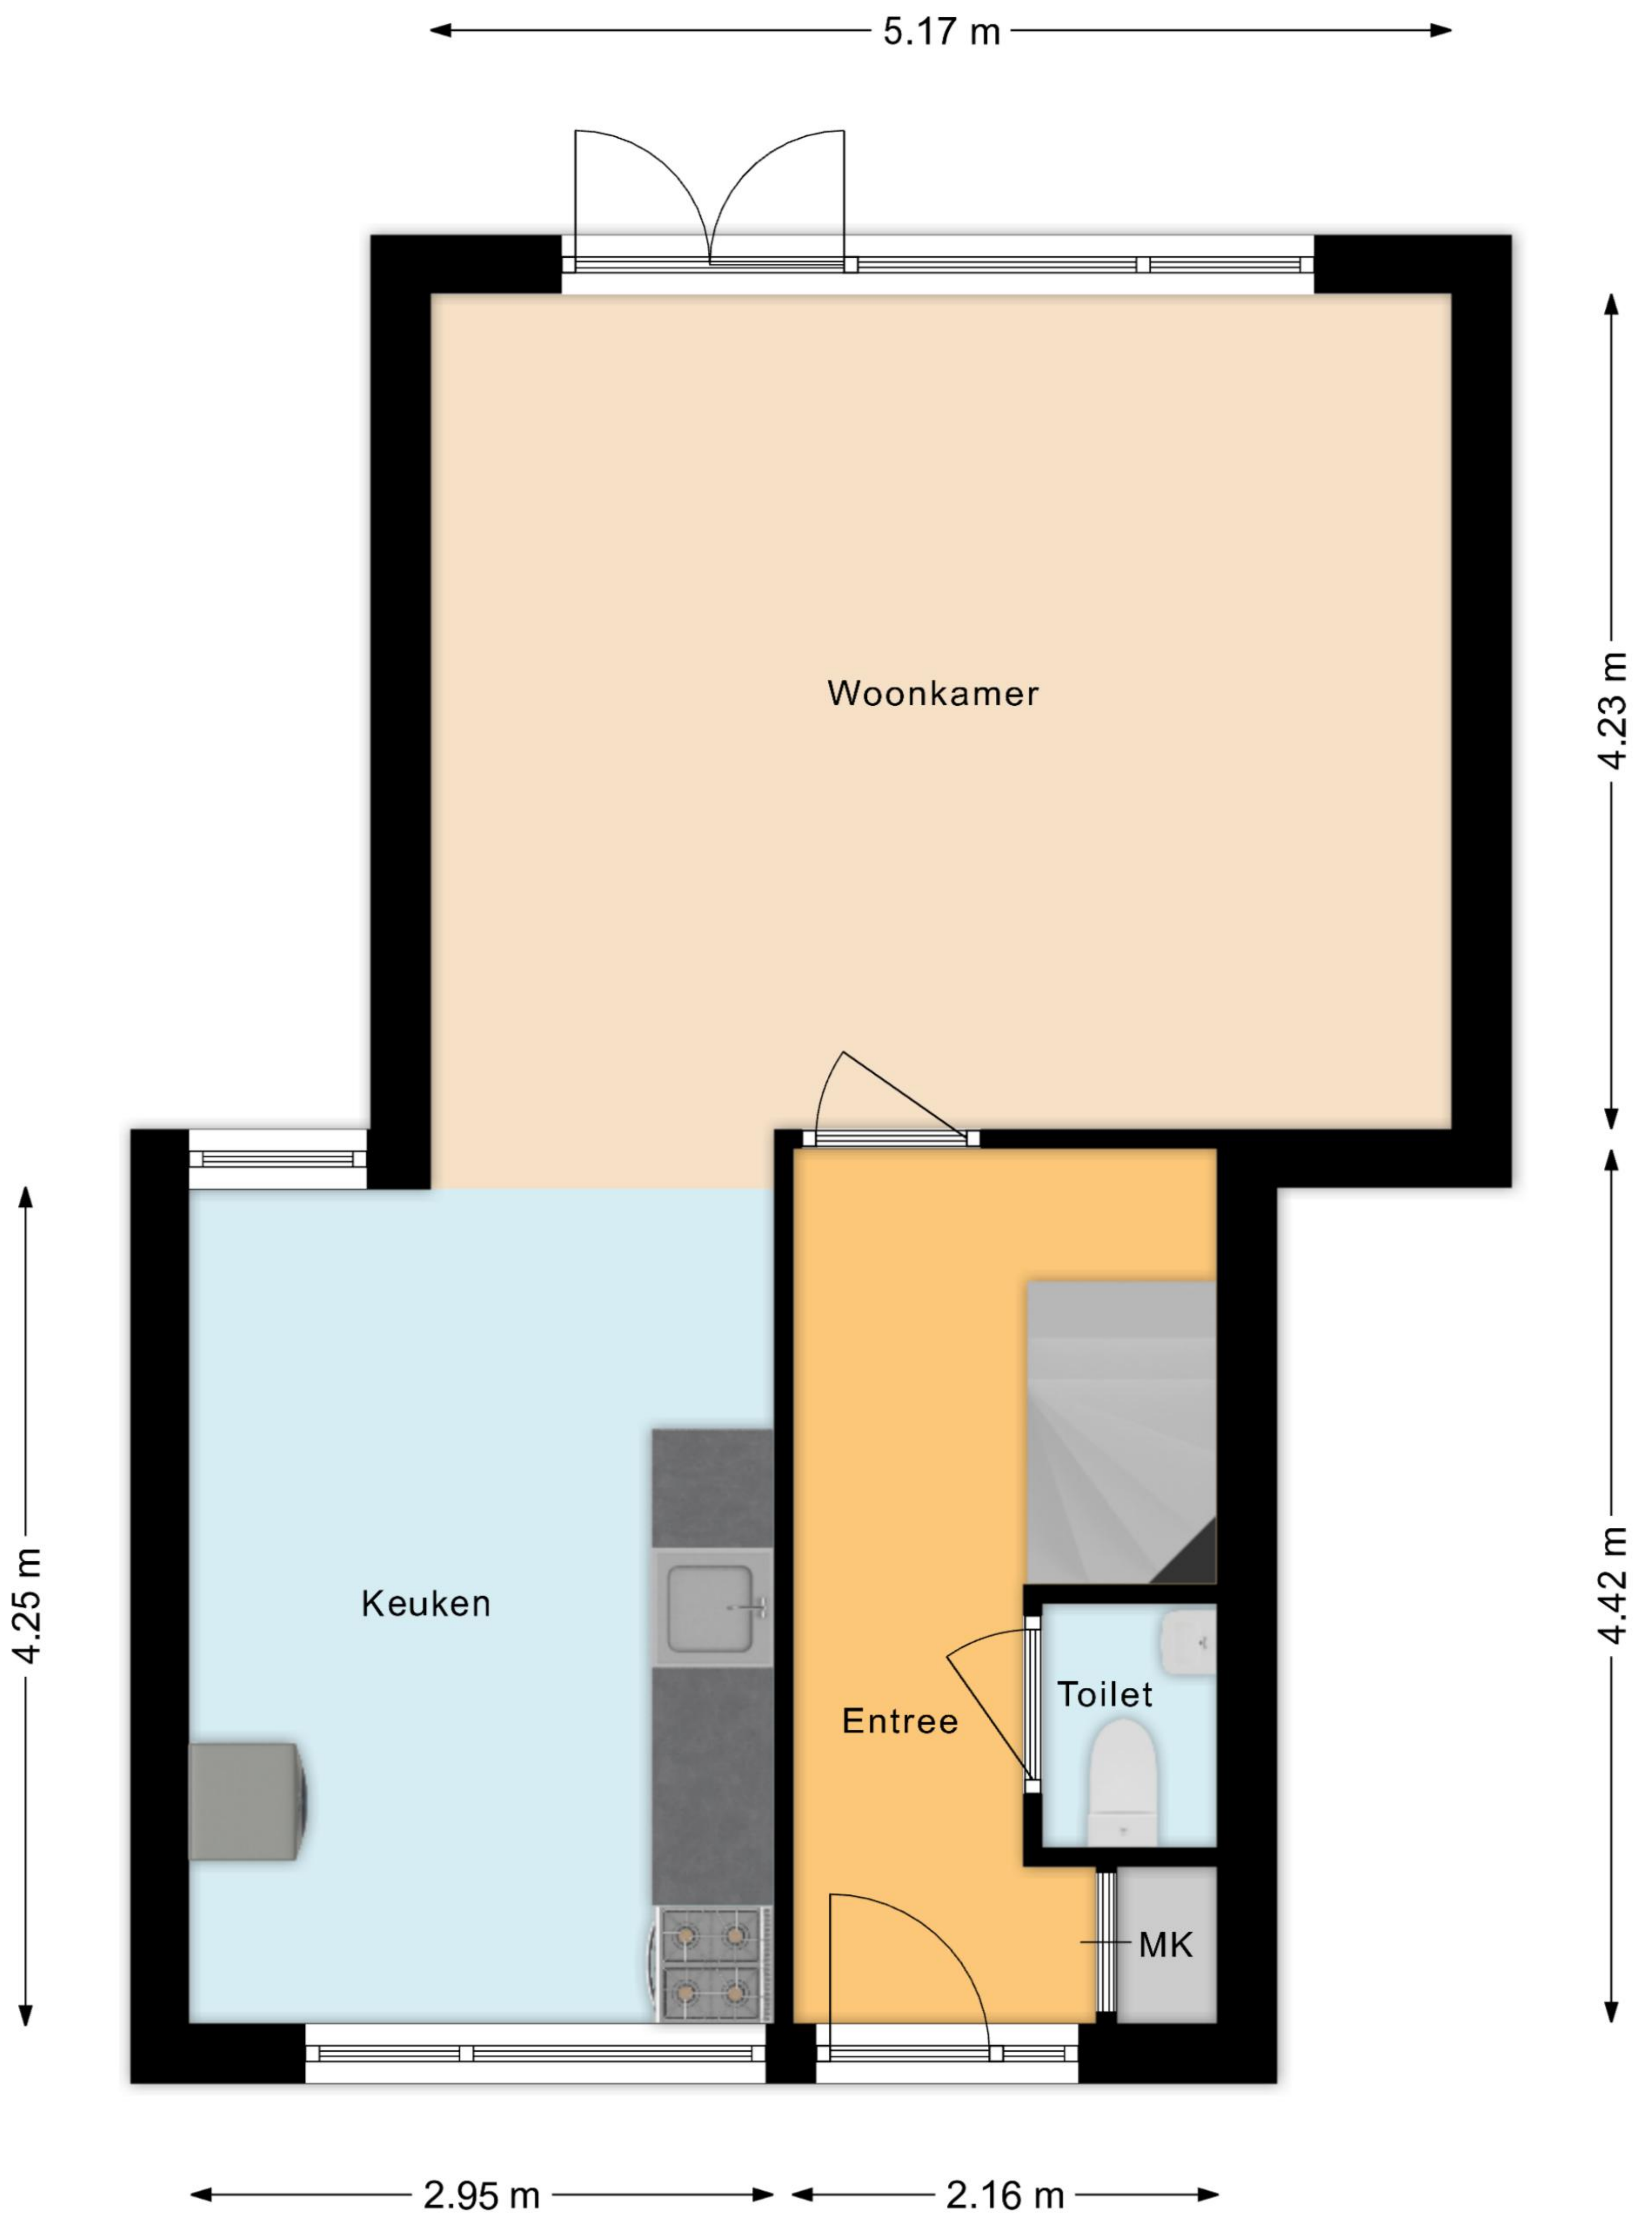 5.17 m
Woonkamer
4.23 m
Keuken
4.25 m
Entree
Toilet
4.42 m
MK
2.95 m
2.16 m